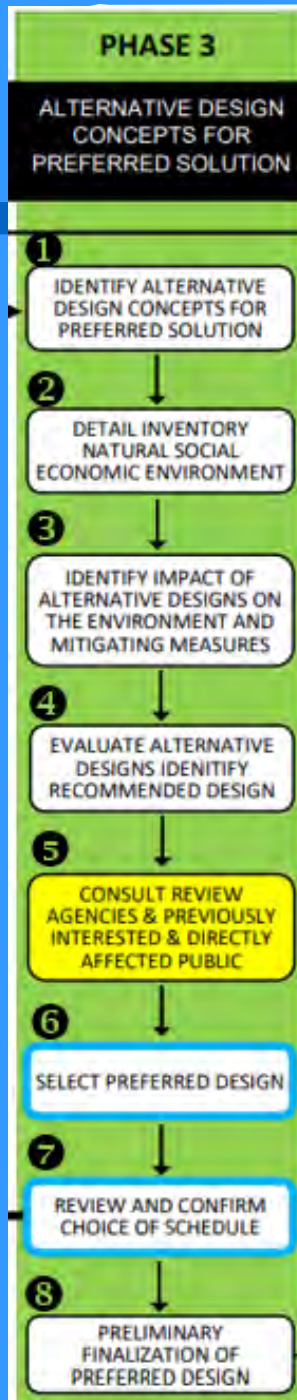 PHASE 3
ALTERNATIVE DESIGN
CONCEPTS FOR
PREFERRED SOLUTION
1
IDENTIFY ALTERNATIVE
DESIGN CONCEPTS FOR
PREFERRED SOLUTION
2
DETAIL INVENTORY
NATURAL SOCIAL
ECONOMIC ENVIRONMENT
3
IDENTIFY IMPACT OF
ALTERNATIVE DESIGNS ON
THE ENVIRONMENT AND
MITIGATING MEASURES
4
EVALUATE ALTERNATIVE
DESIGNS IDENITIFY
RECOMMENDED DESIGN
5
CONSULT REVIEW
AGENCIES & PREVIOUSLY
INTERESTED & DIRECTLY
AFFECTED PUBLIC
6
SELECT PREFERRED DESIGN
7
REVIEW AND CONFIRM
CHOICE OF SCHEDULE
8
PRELIMINARY
FINALIZATION OF
PREFERRED DESIGN